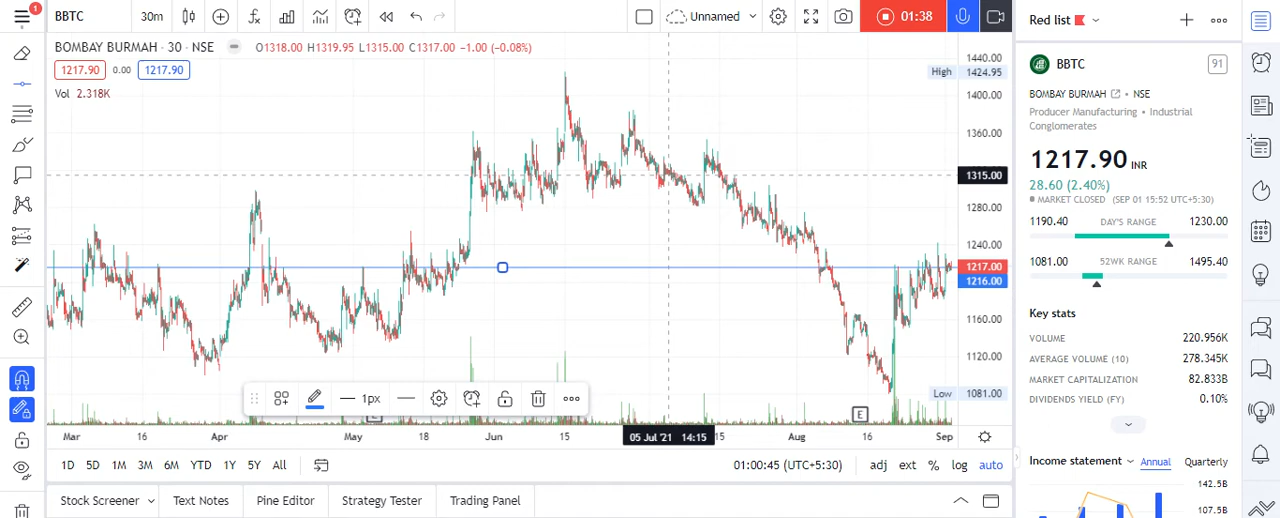 1
BBTC
30m
Unnamed
01:38
BOMBAY BURMAH · 30 · NSE
O1318.00 H1319.95 L1315.00 C1317.00 −1.00 (−0.08%)
1217.90 0.00 1217.90
Vol 2.318K
High 1424.95
Low 1081.00
1440.00
1400.00
1360.00
1315.00
1280.00
1240.00
1217.00
1216.00
1160.00
1120.00
1px
E
Mar 16 Apr May 18 Jun 15 05 Jul '21 14:15 15 Aug 16 Sep
1D 5D 1M 3M 6M YTD 1Y 5Y All
01:00:45 (UTC+5:30) adj ext % log auto
Stock Screener Text Notes Pine Editor Strategy Tester Trading Panel
Red list
BBTC
91
BOMBAY BURMAH • NSE
Producer Manufacturing • Industrial
Conglomerates
1217.90 INR
28.60 (2.40%)
MARKET CLOSED (SEP 01 15:52 UTC+5:30)
1190.40 DAY'S RANGE 1230.00
1081.00 52WK RANGE 1495.40
Key stats
VOLUME 220.956K
AVERAGE VOLUME (10) 278.345K
MARKET CAPITALIZATION 82.833B
DIVIDENDS YIELD (FY) 0.10%
Income statement Annual Quarterly
142.5B
107.5B